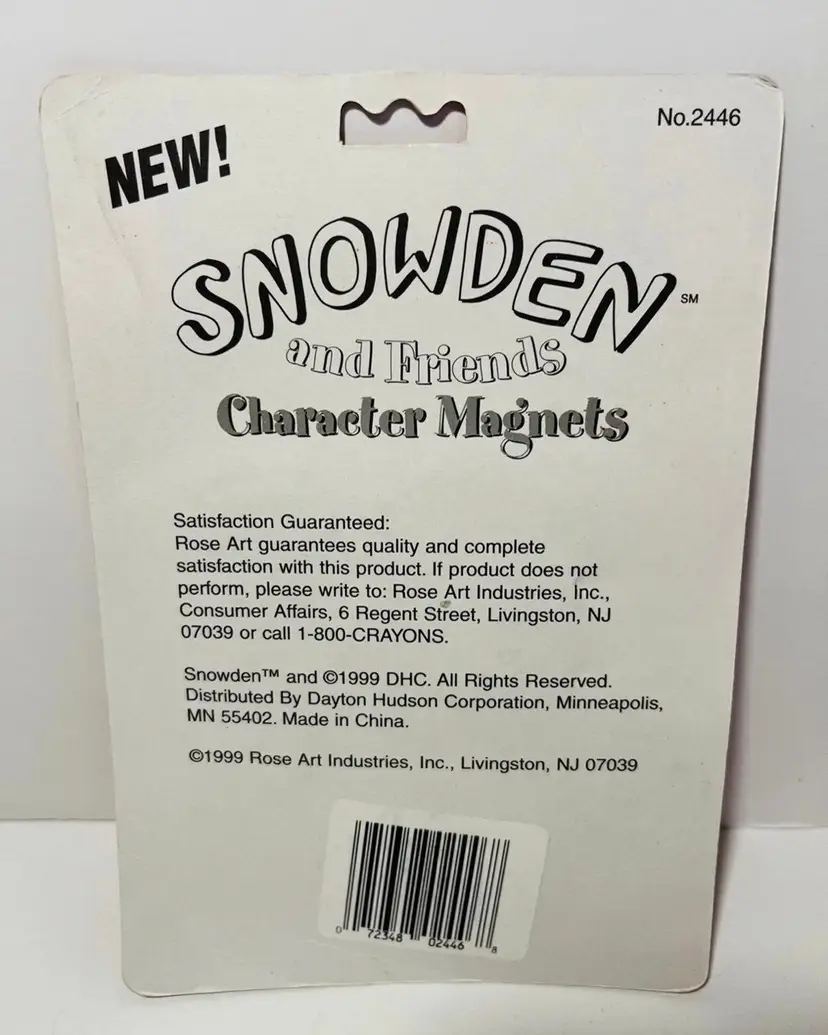 No.2446
NEW!
SNOWDEN SM
and Friends
Character Magnets
Satisfaction Guaranteed:
Rose Art guarantees quality and complete
satisfaction with this product. If product does not
perform, please write to: Rose Art Industries, Inc.,
Consumer Affairs, 6 Regent Street, Livingston, NJ
07039 or call 1-800-CRAYONS.
Snowden™ and ©1999 DHC. All Rights Reserved.
Distributed By Dayton Hudson Corporation, Minneapolis,
MN 55402. Made in China.
©1999 Rose Art Industries, Inc., Livingston, NJ 07039
0 72348 02446 8